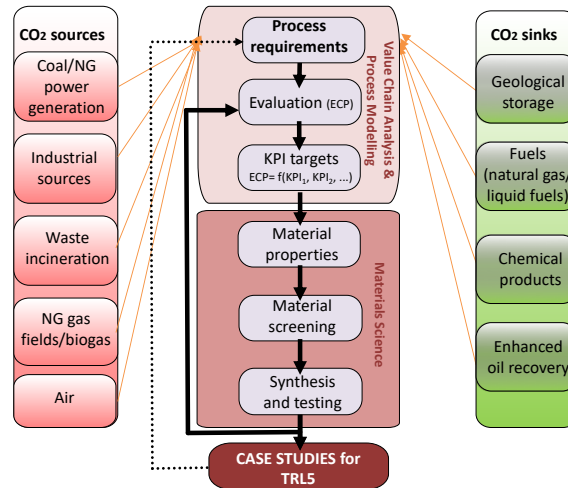 CO2 sources
Coal/NG
power
generation
Industrial
sources
Waste
incineration
NG gas
fields/biogas
Air
Process
requirements
Evaluation (ECP)
KPI targets
ECP= f(KPI1, KPI2, ...)
Value Chain Analysis &
Process Modelling
Material
properties
Material
screening
Synthesis
and testing
Materials Science
CASE STUDIES for
TRL5
CO2 sinks
Geological
storage
Fuels
(natural gas/
liquid fuels)
Chemical
products
Enhanced
oil recovery